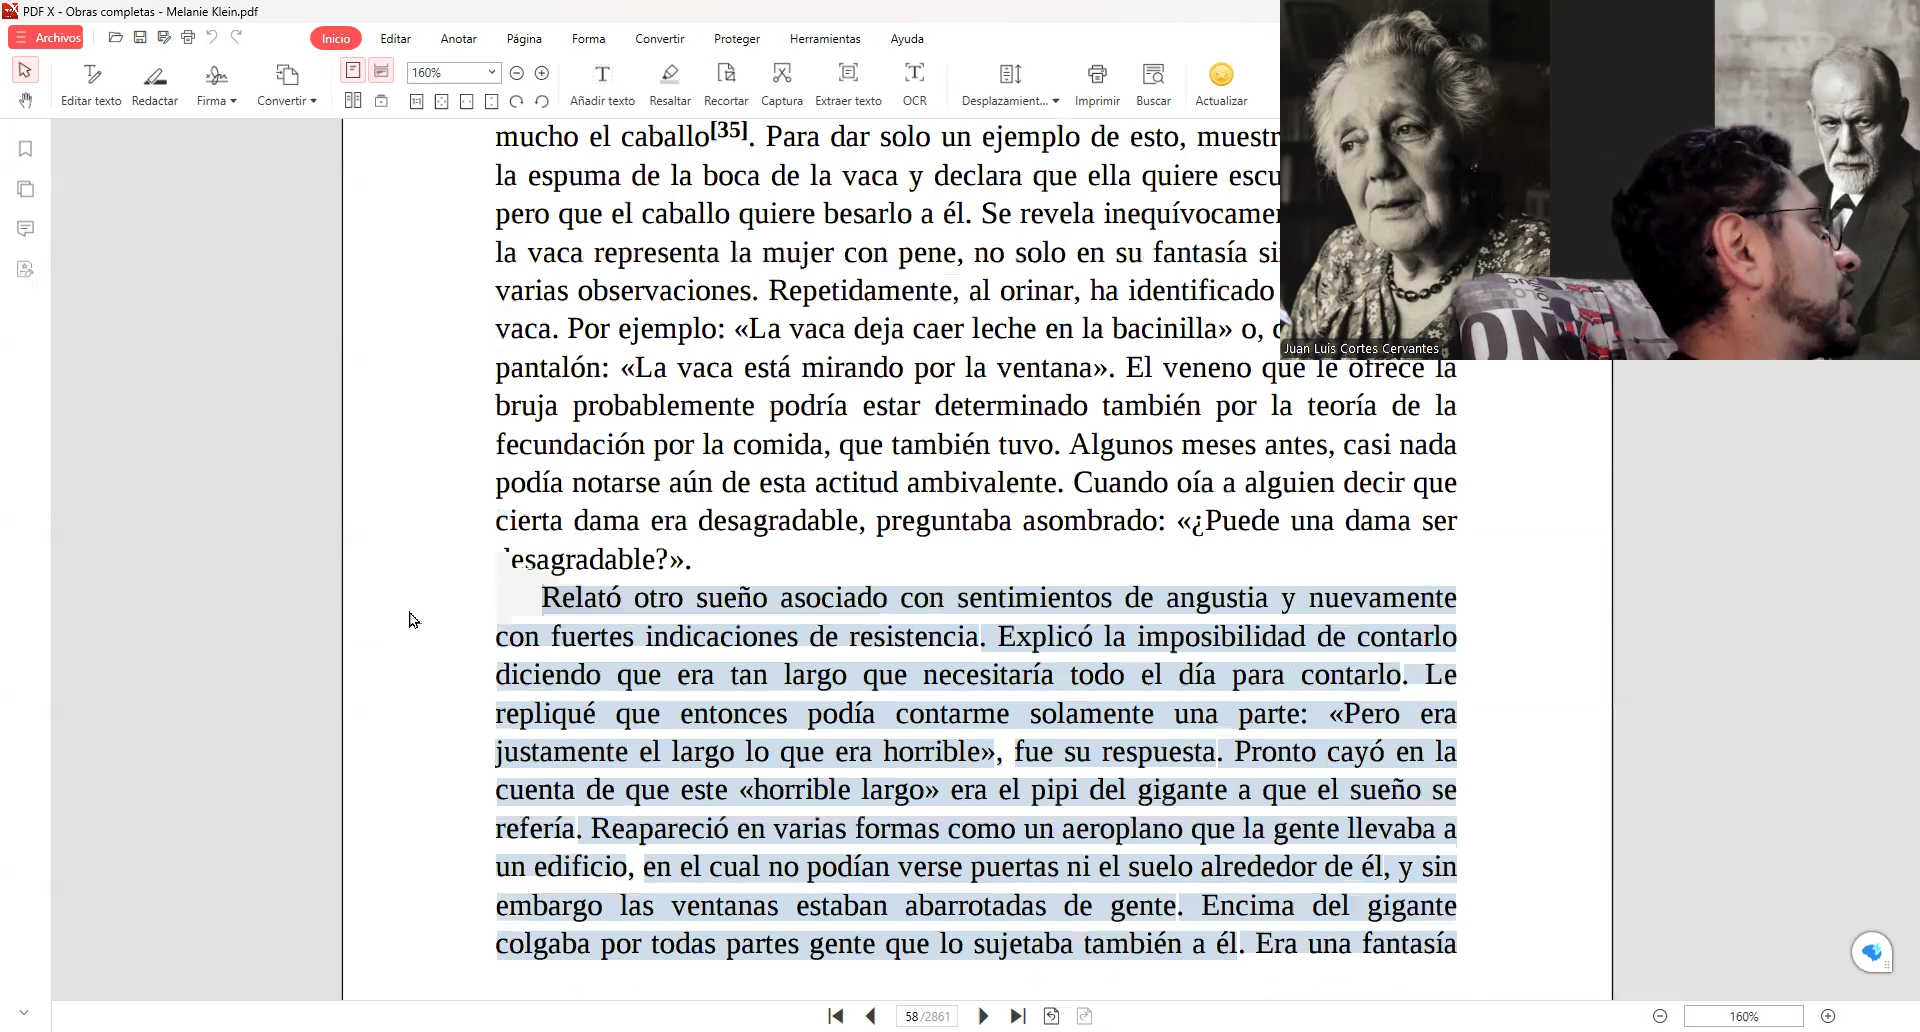 PDF X - Obras completas - Melanie Klein.pdf
Archivos
Inicio
Editar
Anotar
Página
Forma
Convertir
Proteger
Herramientas
Ayuda
160%
Editar texto
Redactar
Firma
Convertir
Añadir texto
Resaltar
Recortar
Captura
Extraer texto
OCR
Desplazamient...
Imprimir
Buscar
Actualizar
mucho el caballo[35]. Para dar solo un ejemplo de esto, muestr
la espuma de la boca de la vaca y declara que ella quiere escu
pero que el caballo quiere besarlo a él. Se revela inequívocamen
la vaca representa la mujer con pene, no solo en su fantasía si
varias observaciones. Repetidamente, al orinar, ha identificado
vaca. Por ejemplo: «La vaca deja caer leche en la bacinilla» o,
pantalón: «La vaca está mirando por la ventana». El veneno que le ofrece la
bruja probablemente podría estar determinado también por la teoría de la
fecundación por la comida, que también tuvo. Algunos meses antes, casi nada
podía notarse aún de esta actitud ambivalente. Cuando oía a alguien decir que
cierta dama era desagradable, preguntaba asombrado: «¿Puede una dama ser
desagradable?».
Relató otro sueño asociado con sentimientos de angustia y nuevamente
con fuertes indicaciones de resistencia. Explicó la imposibilidad de contarlo
diciendo que era tan largo que necesitaría todo el día para contarlo. Le
repliqué que entonces podía contarme solamente una parte: «Pero era
justamente el largo lo que era horrible», fue su respuesta. Pronto cayó en la
cuenta de que este «horrible largo» era el pipi del gigante a que el sueño se
refería. Reapareció en varias formas como un aeroplano que la gente llevaba a
un edificio, en el cual no podían verse puertas ni el suelo alrededor de él, y sin
embargo las ventanas estaban abarrotadas de gente. Encima del gigante
colgaba por todas partes gente que lo sujetaba también a él. Era una fantasía
Juan Luis Cortes Cervantes
58 /2861
160%